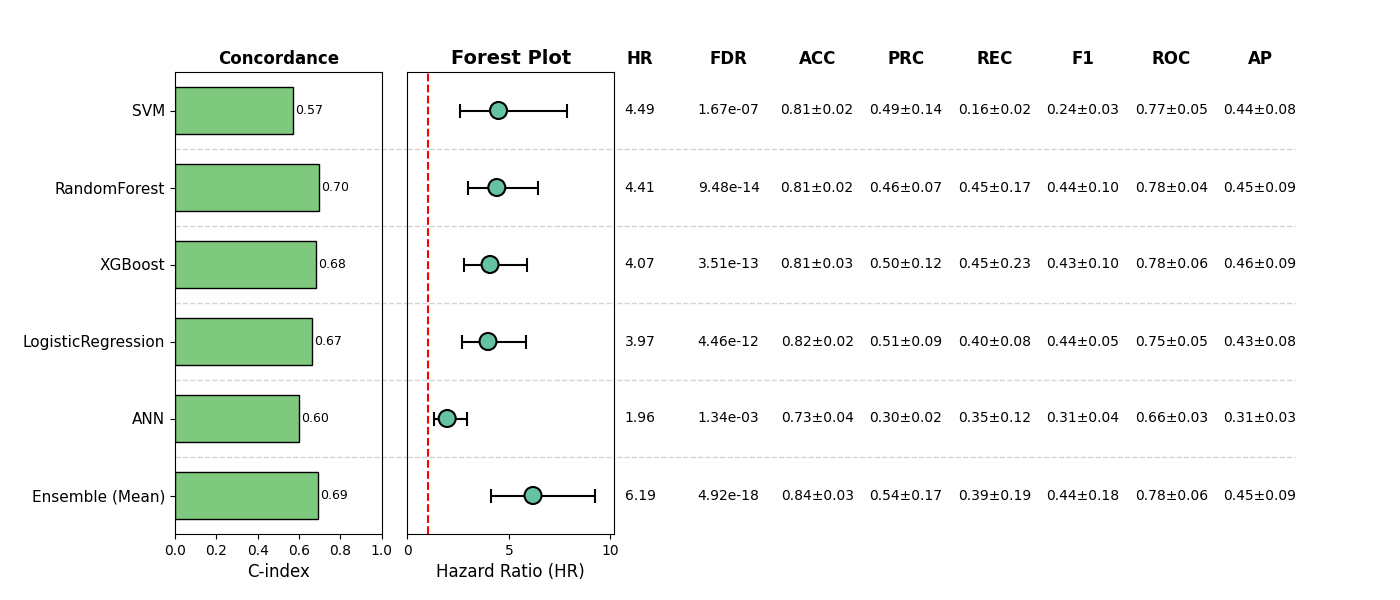 Concordance Forest Plot HR FDR ACC PRC REC F1 ROC AP
SVM 0.57 4.49 1.67e-07 0.81±0.02 0.49±0.14 0.16±0.02 0.24±0.03 0.77±0.05 0.44±0.08
RandomForest 0.70 4.41 9.48e-14 0.81±0.02 0.46±0.07 0.45±0.17 0.44±0.10 0.78±0.04 0.45±0.09
XGBoost 0.68 4.07 3.51e-13 0.81±0.03 0.50±0.12 0.45±0.23 0.43±0.10 0.78±0.06 0.46±0.09
LogisticRegression 0.67 3.97 4.46e-12 0.82±0.02 0.51±0.09 0.40±0.08 0.44±0.05 0.75±0.05 0.43±0.08
ANN 0.60 1.96 1.34e-03 0.73±0.04 0.30±0.02 0.35±0.12 0.31±0.04 0.66±0.03 0.31±0.03
Ensemble (Mean) 0.69 6.19 4.92e-18 0.84±0.03 0.54±0.17 0.39±0.19 0.44±0.18 0.78±0.06 0.45±0.09
0.0 0.2 0.4 0.6 0.8 1.0 0 5 10
C-index Hazard Ratio (HR)